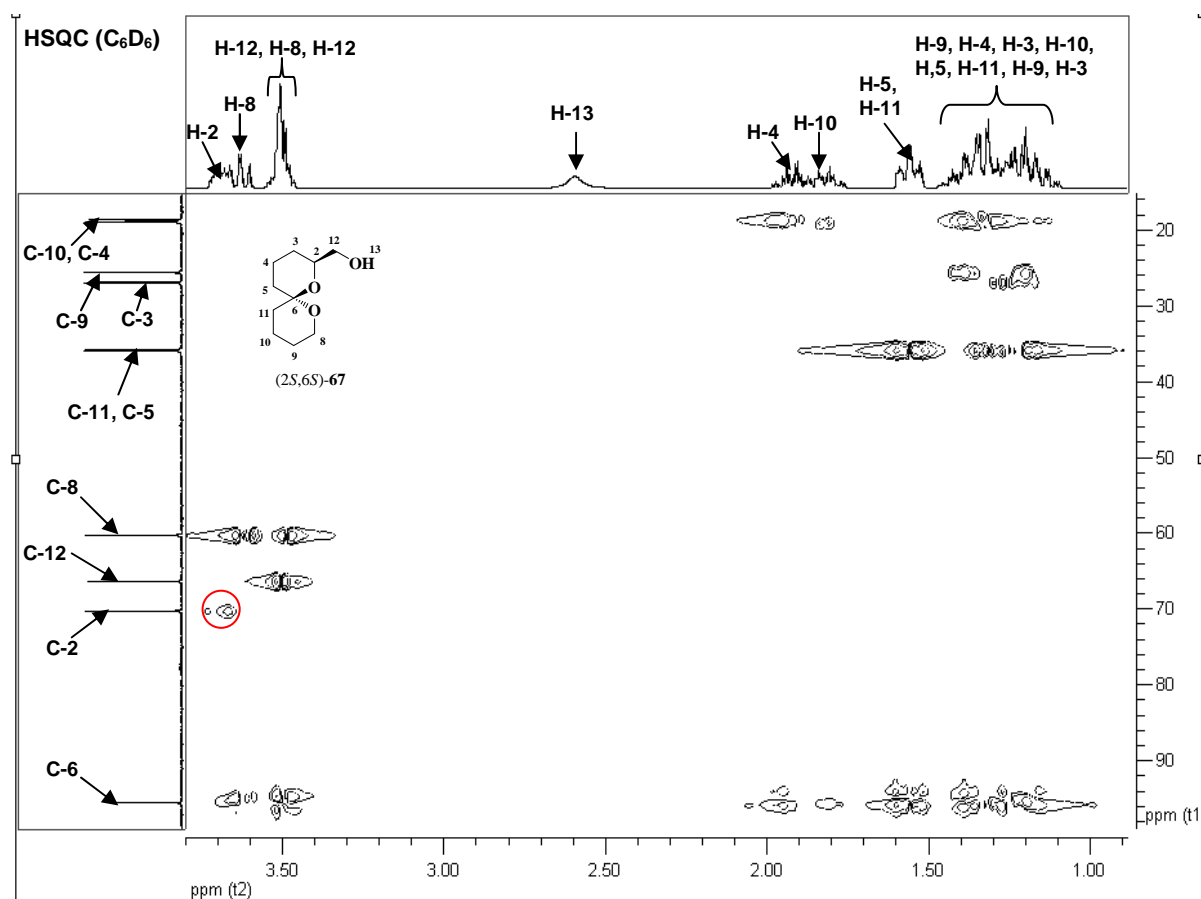 HSQC (C₆D₆)
H-12, H-8, H-12
H-9, H-4, H-3, H-10,
H,5, H-11, H-9, H-3
H-2
H-8
H-13
H-4
H-10
H-5,
H-11
C-10, C-4
C-9
C-3
C-11, C-5
C-8
C-12
C-2
C-6
12
13
3
2
OH
4
5
O
6
11
O
10
8
9
(2S,6S)-67
20
30
40
50
60
70
80
90
ppm (t1
3.50
3.00
2.50
2.00
1.50
1.00
ppm (t2)